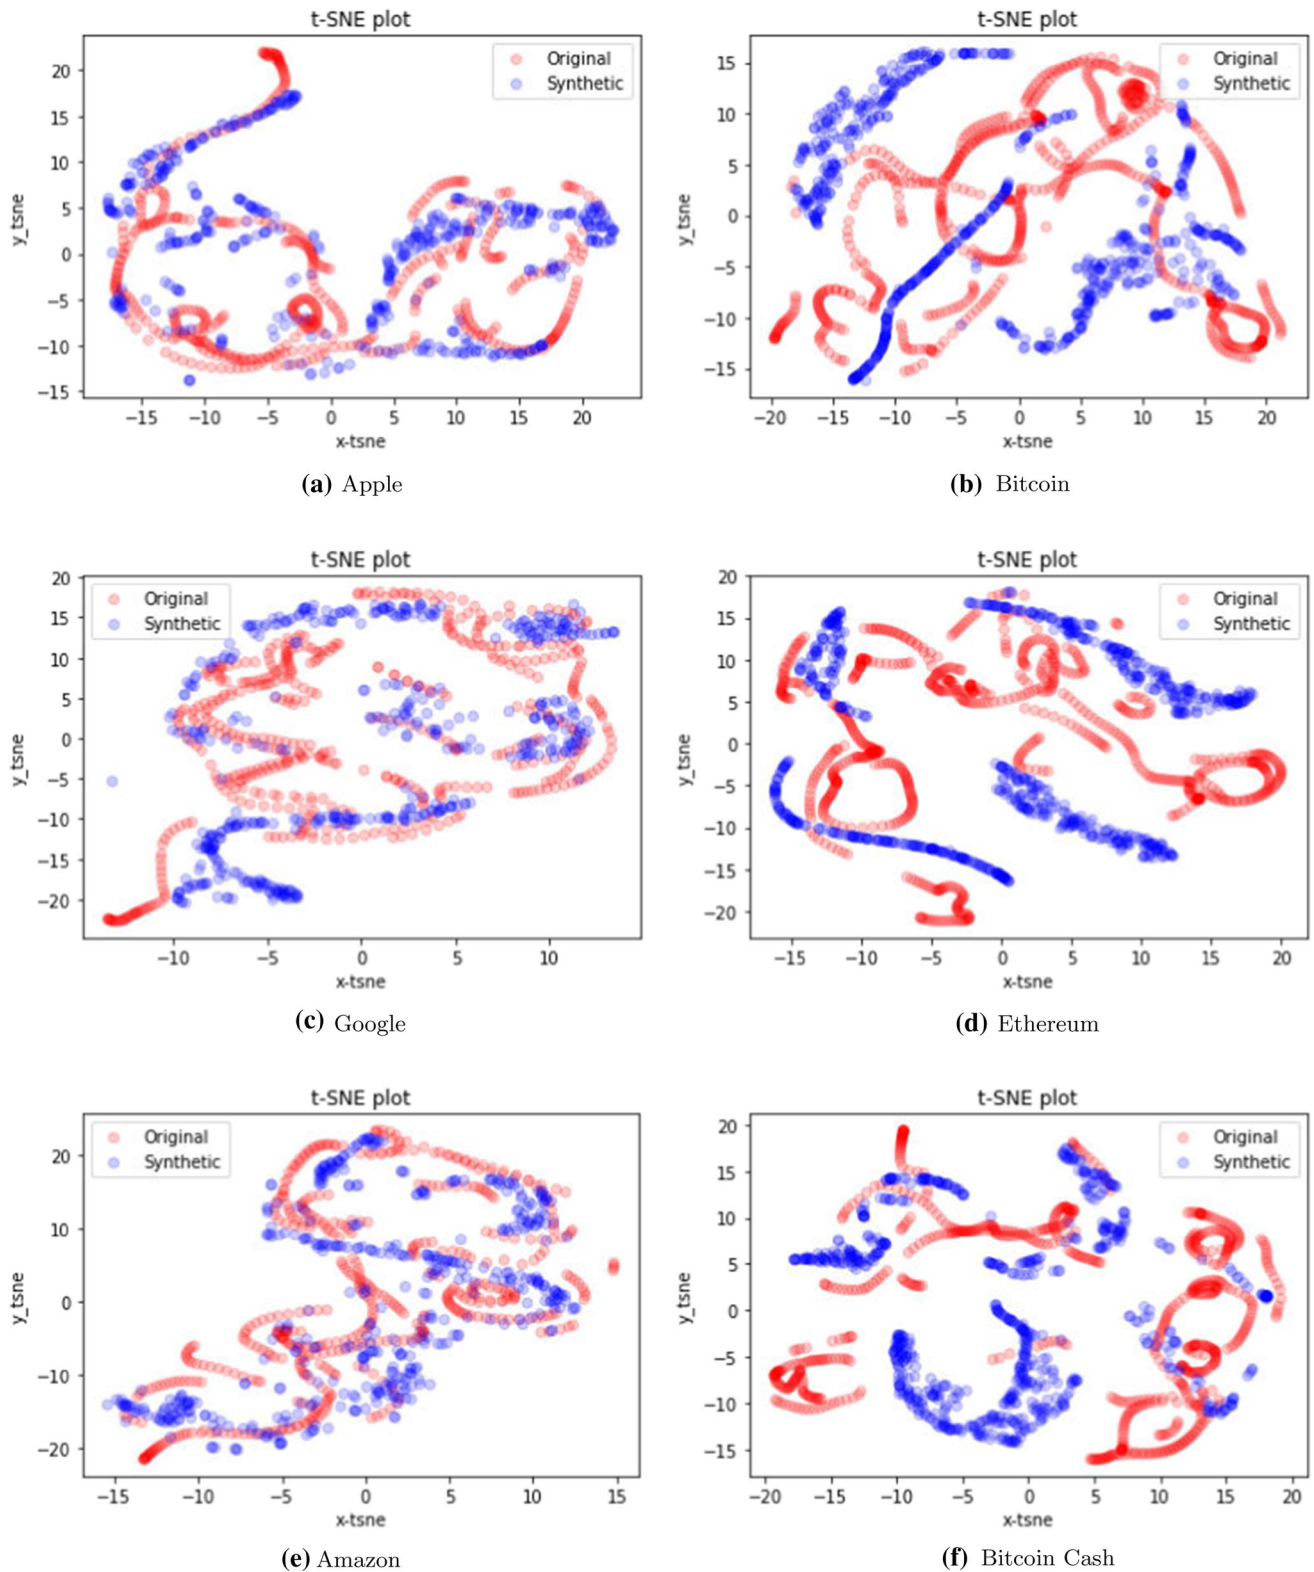 t-SNE plot
Original
Synthetic
20
15
10
5
0
−5
−10
−15
y_tsne
−15 −10 −5 0 5 10 15 20
x-tsne
(a) Apple
t-SNE plot
Original
Synthetic
15
10
5
0
−5
−10
−15
y_tsne
−20 −15 −10 −5 0 5 10 15 20
x-tsne
(b) Bitcoin
t-SNE plot
Original
Synthetic
20
15
10
5
0
−5
−10
−15
−20
y_tsne
−10 −5 0 5 10
x-tsne
(c) Google
t-SNE plot
Original
Synthetic
20
15
10
5
0
−5
−10
−15
−20
y_tsne
−15 −10 −5 0 5 10 15 20
x-tsne
(d) Ethereum
t-SNE plot
Original
Synthetic
20
10
0
−10
−20
y_tsne
−15 −10 −5 0 5 10 15
x-tsne
(e) Amazon
t-SNE plot
Original
Synthetic
20
15
10
5
0
−5
−10
−15
y_tsne
−20 −15 −10 −5 0 5 10 15 20
x-tsne
(f) Bitcoin Cash